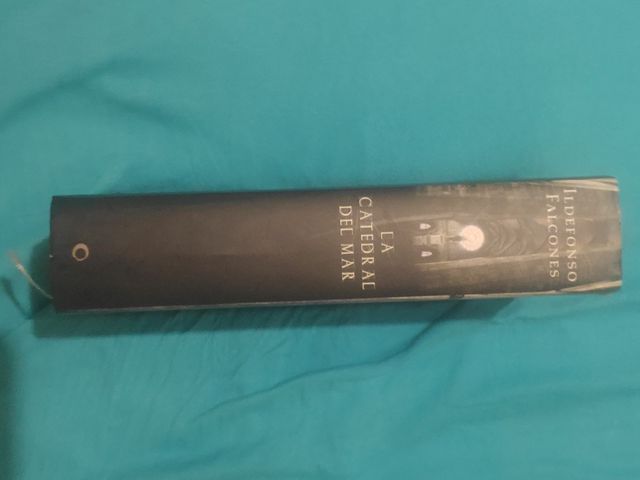 ILDEFONSO
FALCONES
LA
CATEDRAL
DEL MAR